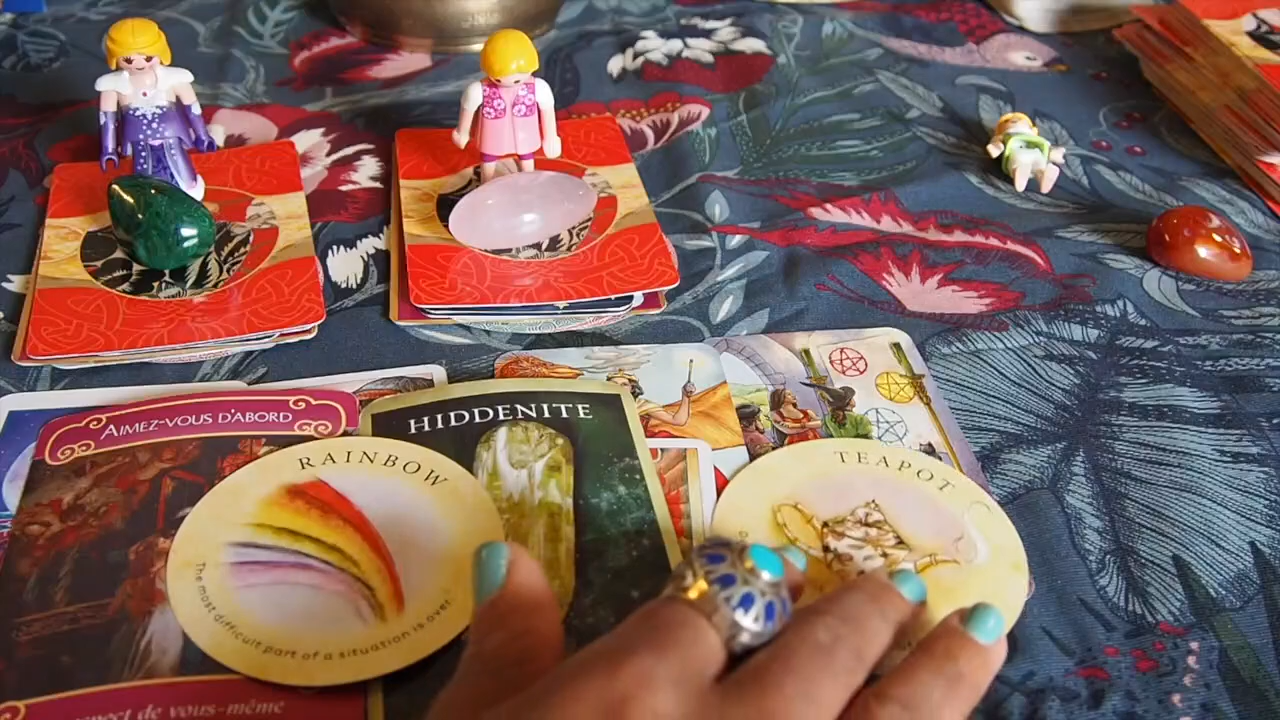 AIMEZ-VOUS D'ABORD
HIDDENITE
RAINBOW
The most difficult part of a situation is over.
TEAPOT
de vous-même